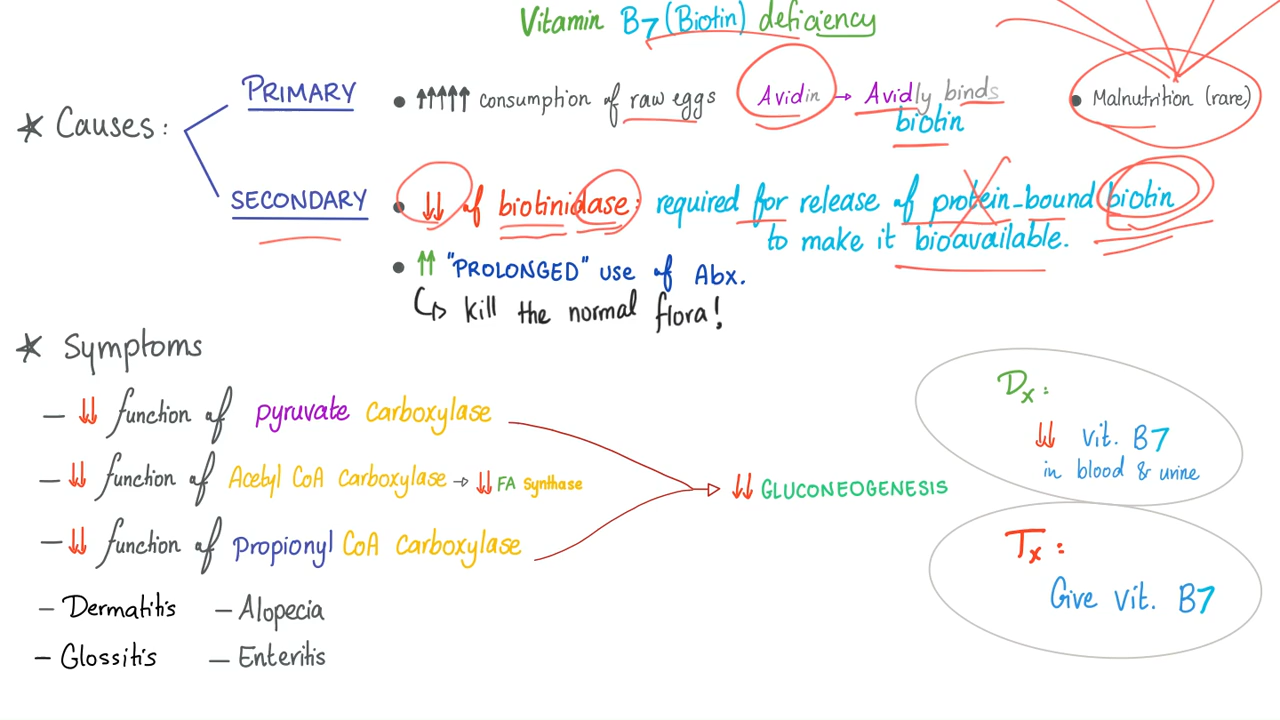 Vitamin B7 (Biotin) deficiency
* Causes:
PRIMARY
• ↑↑↑↑↑ consumption of raw eggs
Avidin → Avidly binds
biotin
• Malnutrition (rare)
SECONDARY
• ↓↓ of biotinidase: required for release of protein-bound biotin
to make it bioavailable.
• ↑↑ "PROLONGED" use of Abx.
↳ Kill the normal flora!
* Symptoms
– ↓↓ function of pyruvate carboxylase
– ↓↓ function of Acetyl CoA carboxylase → ↓↓ FA Synthase
– ↓↓ function of propionyl CoA carboxylase
↓↓ GLUCONEOGENESIS
– Dermatitis – Alopecia
– Glossitis – Enteritis
Dx:
↓↓ vit. B7
in blood & urine
Tx:
Give vit. B7